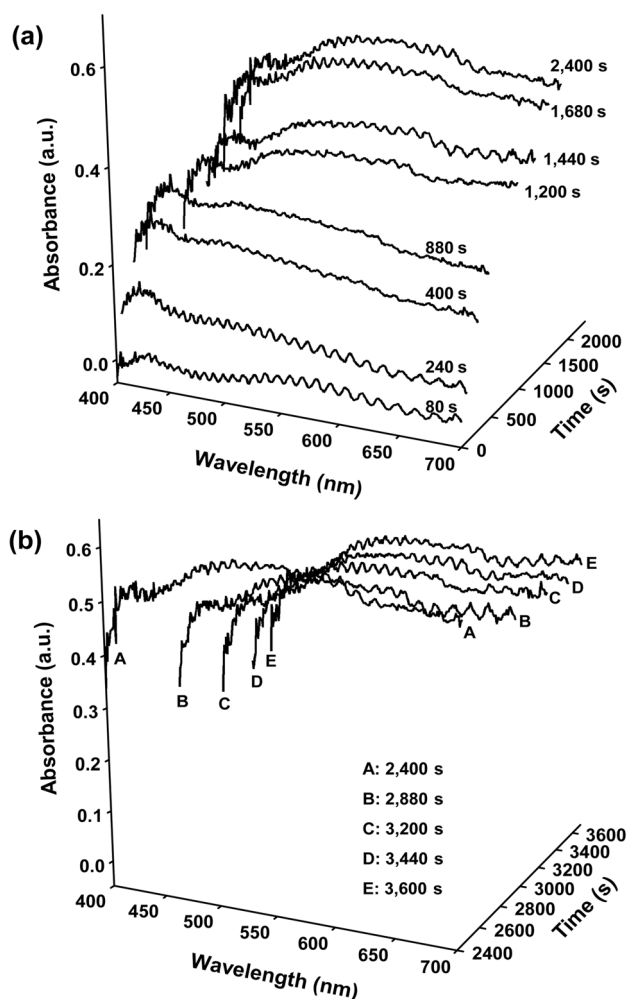 (a)
Absorbance (a.u.)
0.6
0.4
0.2
0.0
2,400 s
1,680 s
1,440 s
1,200 s
880 s
400 s
240 s
80 s
400
450
500
550
600
650
700
Wavelength (nm)
0
500
1000
1500
2000
Time (s)
(b)
Absorbance (a.u.)
0.6
0.5
0.4
0.3
0.2
0.1
0.0
A
B
C
D
E
E
D
C
B
A
A: 2,400 s
B: 2,880 s
C: 3,200 s
D: 3,440 s
E: 3,600 s
400
450
500
550
600
650
700
Wavelength (nm)
2400
2600
2800
3000
3200
3400
3600
Time (s)